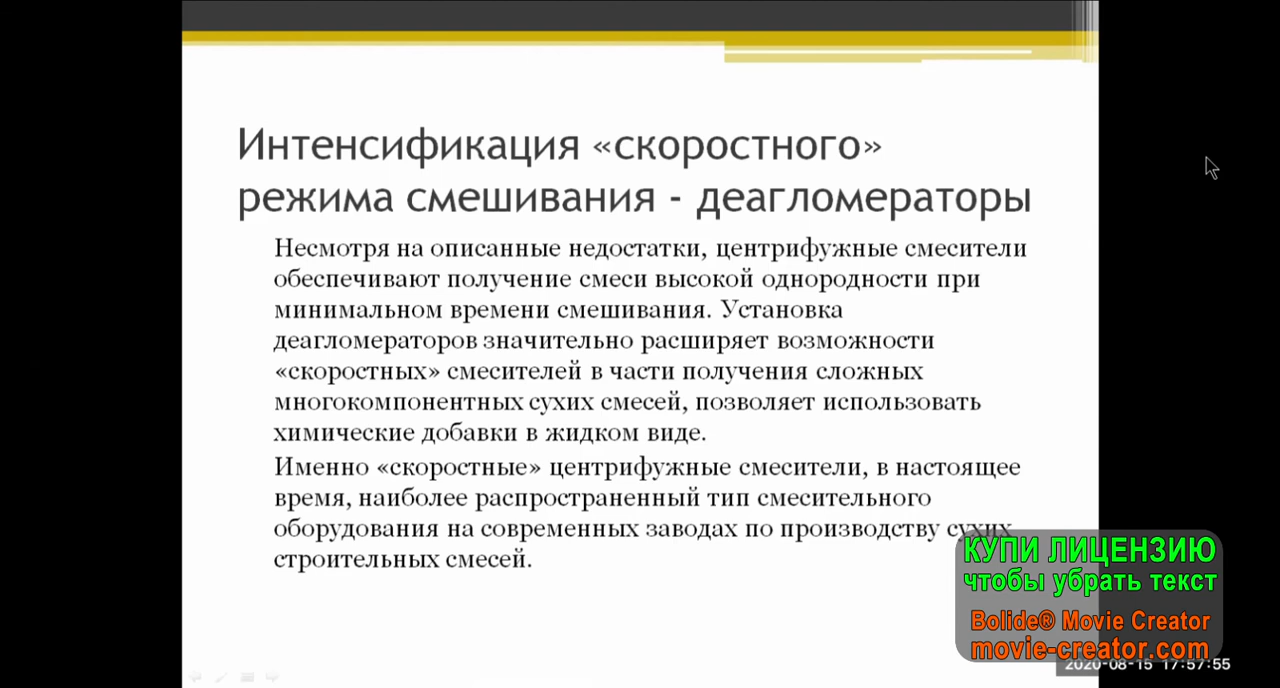 Интенсификация «скоростного»
режима смешивания - деагломераторы
Несмотря на описанные недостатки, центрифужные смесители
обеспечивают получение смеси высокой однородности при
минимальном времени смешивания. Установка
деагломераторов значительно расширяет возможности
«скоростных» смесителей в части получения сложных
многокомпонентных сухих смесей, позволяет использовать
химические добавки в жидком виде.
Именно «скоростные» центрифужные смесители, в настоящее
время, наиболее распространенный тип смесительного
оборудования на современных заводах по производству сухих
строительных смесей.
КУПИ ЛИЦЕНЗИЮ
чтобы убрать текст
Bolide® Movie Creator
movie-creator.com
2020-08-15 17:57:55